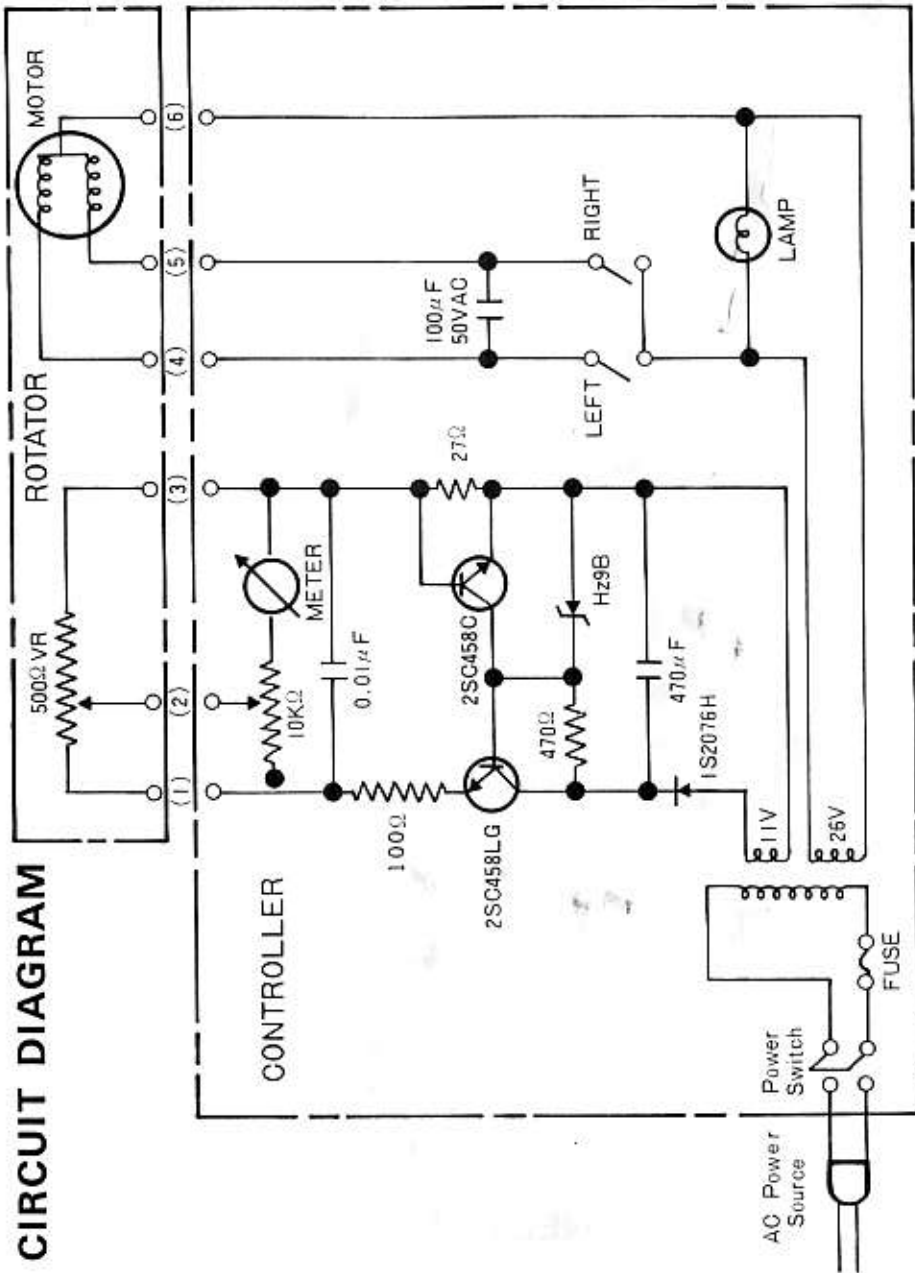 CIRCUIT DIAGRAM
ROTATOR
MOTOR
500Ω VR
(1)
(2)
(3)
(4)
(5)
(6)
CONTROLLER
METER
10KΩ
0.01μF
100Ω
27Ω
2SC458LG
2SC458C
470Ω
Hz9B
470μF
1S2076H
100μF
50VAC
LEFT
RIGHT
LAMP
11V
26V
FUSE
Power
Switch
AC Power
Source